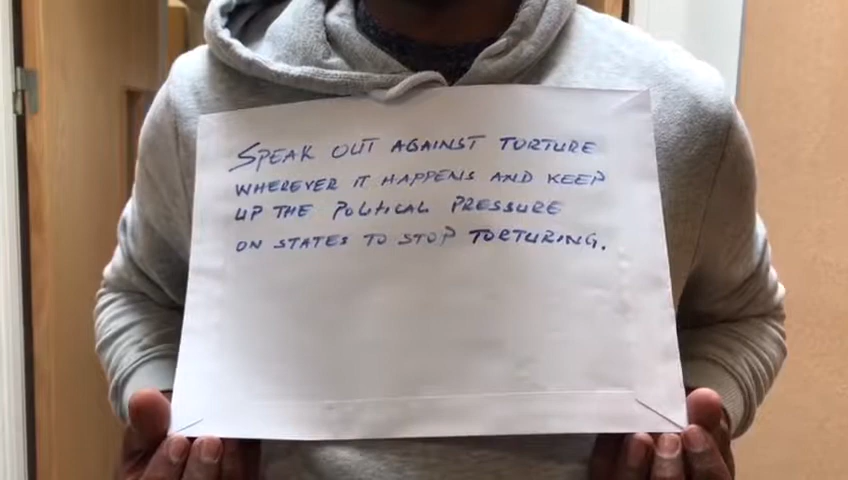 SPEAK OUT AGAINST TORTURE
WHEREVER IT HAPPENS AND KEEP
UP THE POLITICAL PRESSURE
ON STATES TO STOP TORTURING.